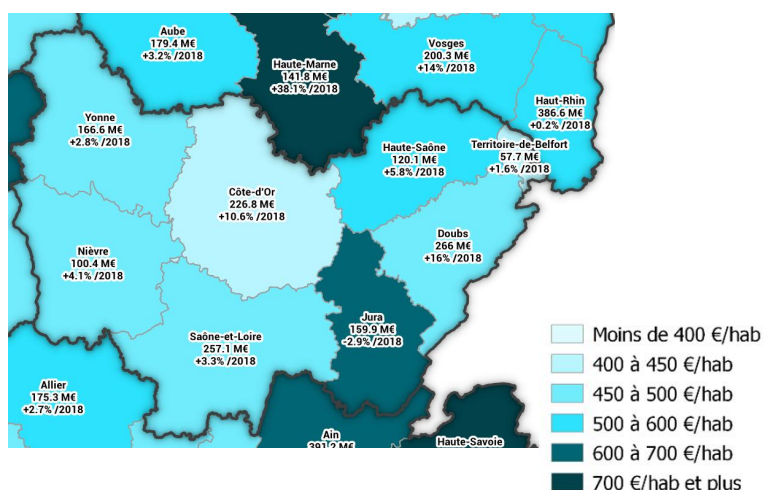 Aube
179.4 M€
+3.2% /2018
Haute-Marne
141.8 M€
+38.1% /2018
Vosges
200.3 M€
+14% /2018
Haut-Rhin
386.6 M€
+0.2% /2018
Yonne
166.6 M€
+2.8% /2018
Haute-Saône
120.1 M€
+5.8% /2018
Territoire-de-Belfort
57.7 M€
+1.6% /2018
Côte-d'Or
226.8 M€
+10.6% /2018
Doubs
266 M€
+16% /2018
Nièvre
100.4 M€
+4.1% /2018
Jura
159.9 M€
-2.9% /2018
Saône-et-Loire
257.1 M€
+3.3% /2018
Allier
175.3 M€
+2.7% /2018
Ain
391.2 M€
Haute-Savoie
Moins de 400 €/hab
400 à 450 €/hab
450 à 500 €/hab
500 à 600 €/hab
600 à 700 €/hab
700 €/hab et plus